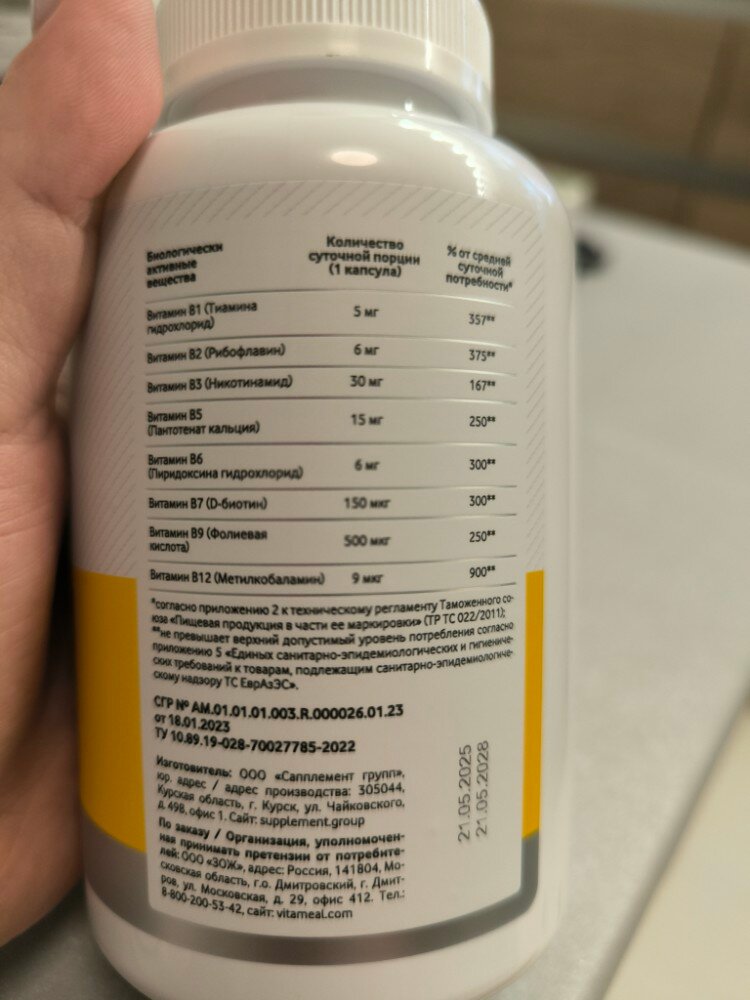 Биологически
активные
вещества
Количество
суточной порции
(1 капсула)
% от средней
суточной
потребности*
Витамин В1 (Тиамина
гидрохлорид)
5 мг
357**
Витамин В2 (Рибофлавин)
6 мг
375**
Витамин В3 (Никотинамид)
30 мг
167**
Витамин В5
(Пантотенат кальция)
15 мг
250**
Витамин В6
(Пиридоксина гидрохлорид)
6 мг
300**
Витамин В7 (D-биотин)
150 мкг
300**
Витамин В9 (Фолиевая
кислота)
500 мкг
250**
Витамин В12 (Метилкобаламин)
9 мкг
900**
*согласно приложению 2 к техническому регламенту Таможенного со-
юза «Пищевая продукция в части ее маркировки» (ТР ТС 022/2011);
**не превышает верхний допустимый уровень потребления согласно
приложению 5 «Единых санитарно-эпидемиологических и гигиениче-
ских требований к товарам, подлежащим санитарно-эпидемиологиче-
скому надзору ТС ЕврАзЭС».
СГР № AM.01.01.01.003.R.000026.01.23
от 18.01.2023
ТУ 10.89.19-028-70027785-2022
Изготовитель: ООО «Сапплемент групп»,
юр. адрес / адрес производства: 305044,
Курская область, г. Курск, ул. Чайковского,
д. 49В, офис 1. Сайт: supplement.group
По заказу / Организация, уполномочен-
ная принимать претензии от потребите-
лей: ООО «ЗОЖ», адрес: Россия, 141804, Мо-
сковская область, г.о. Дмитровский, г. Дмит-
ров, ул. Московская, д. 29, офис 412. Тел.:
8-800-200-53-42, сайт: vitameal.com
21.05.2025
21.05.2028